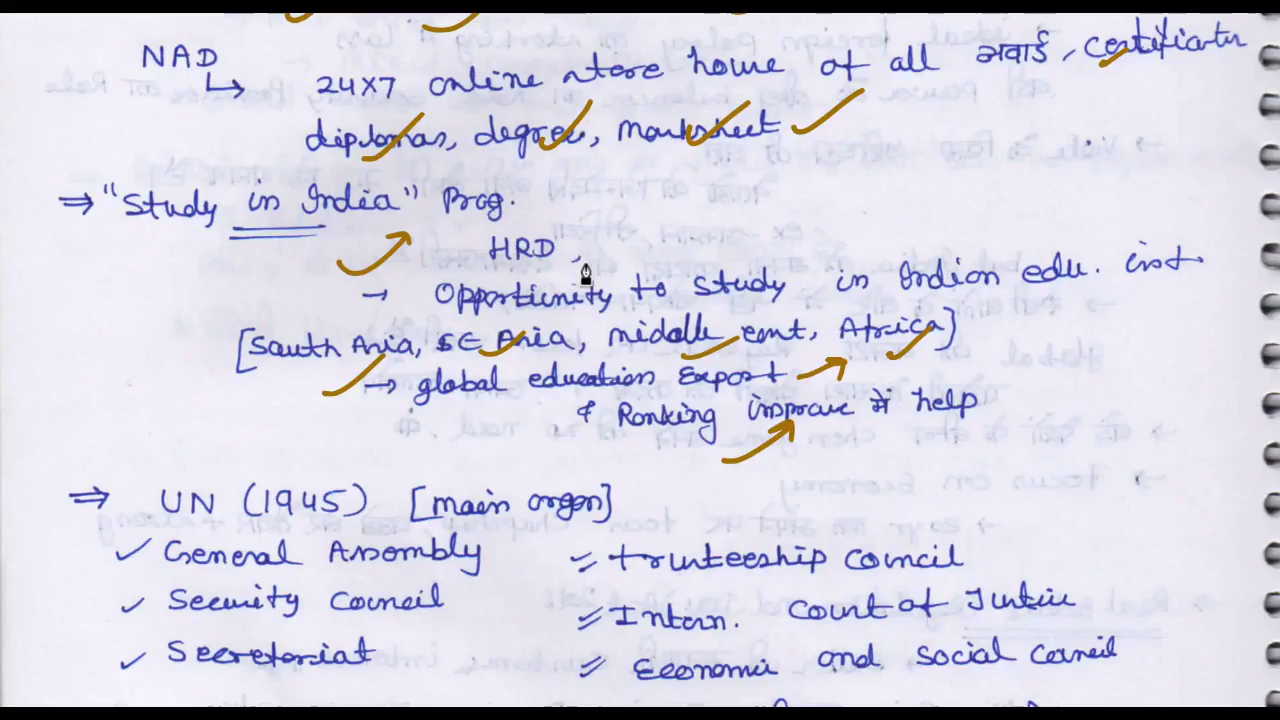 NAD
↳ 24x7 online store house of all अवार्ड, certificates
diplomas, degree, marksheet
⇒ "Study in India" Prog.
HRD,
→ Opportunity to study in Indian edu. inst.
[South Asia, SE Asia, middle east, Africa]
→ global education export
& Ranking improve में help
⇒ UN (1945) [main organ]
✓ General Assembly
✓ Security Council
✓ Secretariat
✓ Trusteeship council
✓ Intern. Court of Justice
✓ Economic and Social Council